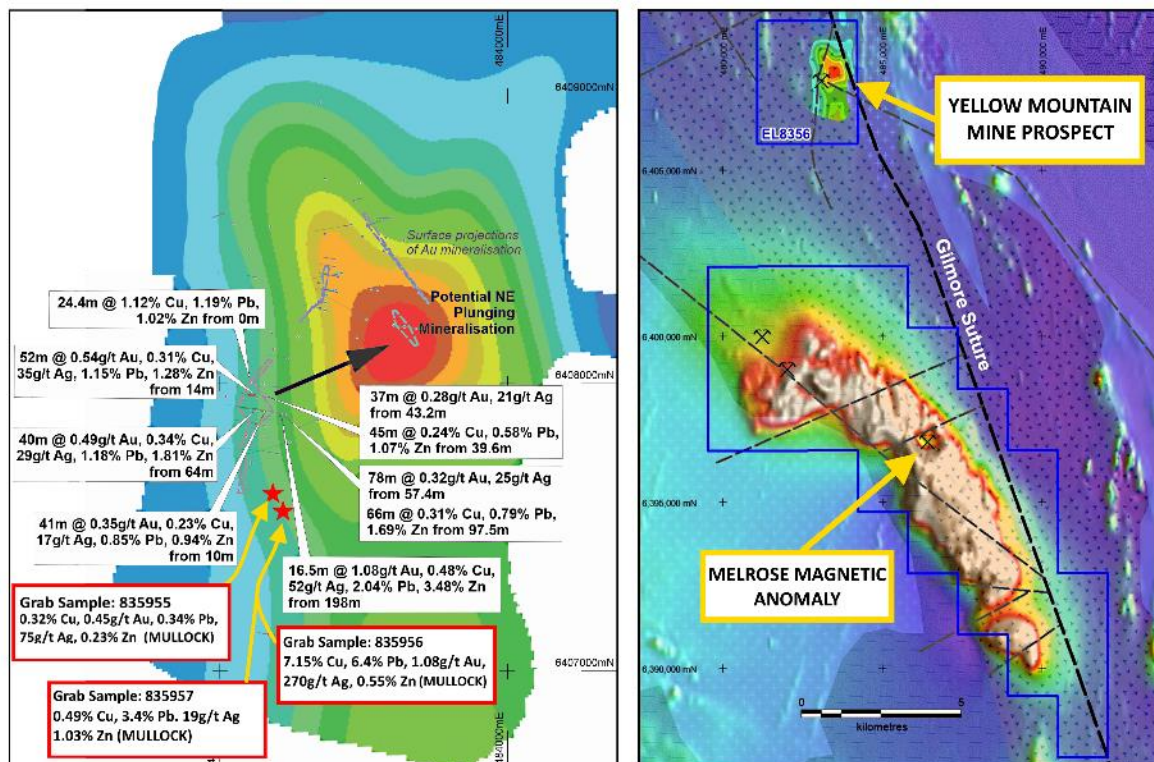 484000mE
6409000mN
Surface projections
of Au mineralisation
Potential NE
Plunging
Mineralisation
24.4m @ 1.12% Cu, 1.19% Pb,
1.02% Zn from 0m
52m @ 0.54g/t Au, 0.31% Cu,
35g/t Ag, 1.15% Pb, 1.28% Zn
from 14m
6408000mN
37m @ 0.28g/t Au, 21g/t Ag
from 43.2m
45m @ 0.24% Cu, 0.58% Pb,
1.07% Zn from 39.6m
40m @ 0.49g/t Au, 0.34% Cu,
29g/t Ag, 1.18% Pb, 1.81% Zn
from 64m
78m @ 0.32g/t Au, 25g/t Ag
from 57.4m
66m @ 0.31% Cu, 0.79% Pb,
1.69% Zn from 97.5m
41m @ 0.35g/t Au, 0.23% Cu,
17g/t Ag, 0.85% Pb, 0.94% Zn
from 10m
16.5m @ 1.08g/t Au, 0.48% Cu,
52g/t Ag, 2.04% Pb, 3.48% Zn
from 198m
Grab Sample: 835955
0.32% Cu, 0.45g/t Au, 0.34% Pb,
75g/t Ag, 0.23% Zn (MULLOCK)
Grab Sample: 835956
7.15% Cu, 6.4% Pb, 1.08g/t Au,
270g/t Ag, 0.55% Zn (MULLOCK)
6407000mN
Grab Sample: 835957
0.49% Cu, 3.4% Pb. 19g/t Ag
1.03% Zn (MULLOCK)
484000mE
480,000mE
485,000mE
490,000mE
YELLOW MOUNTAIN
MINE PROSPECT
EL8356
6,405,000 mN
Gilmore Suture
6,400,000 mN
6,395,000 mN
MELROSE MAGNETIC
ANOMALY
6,390,000 mN
0
5
kilometres